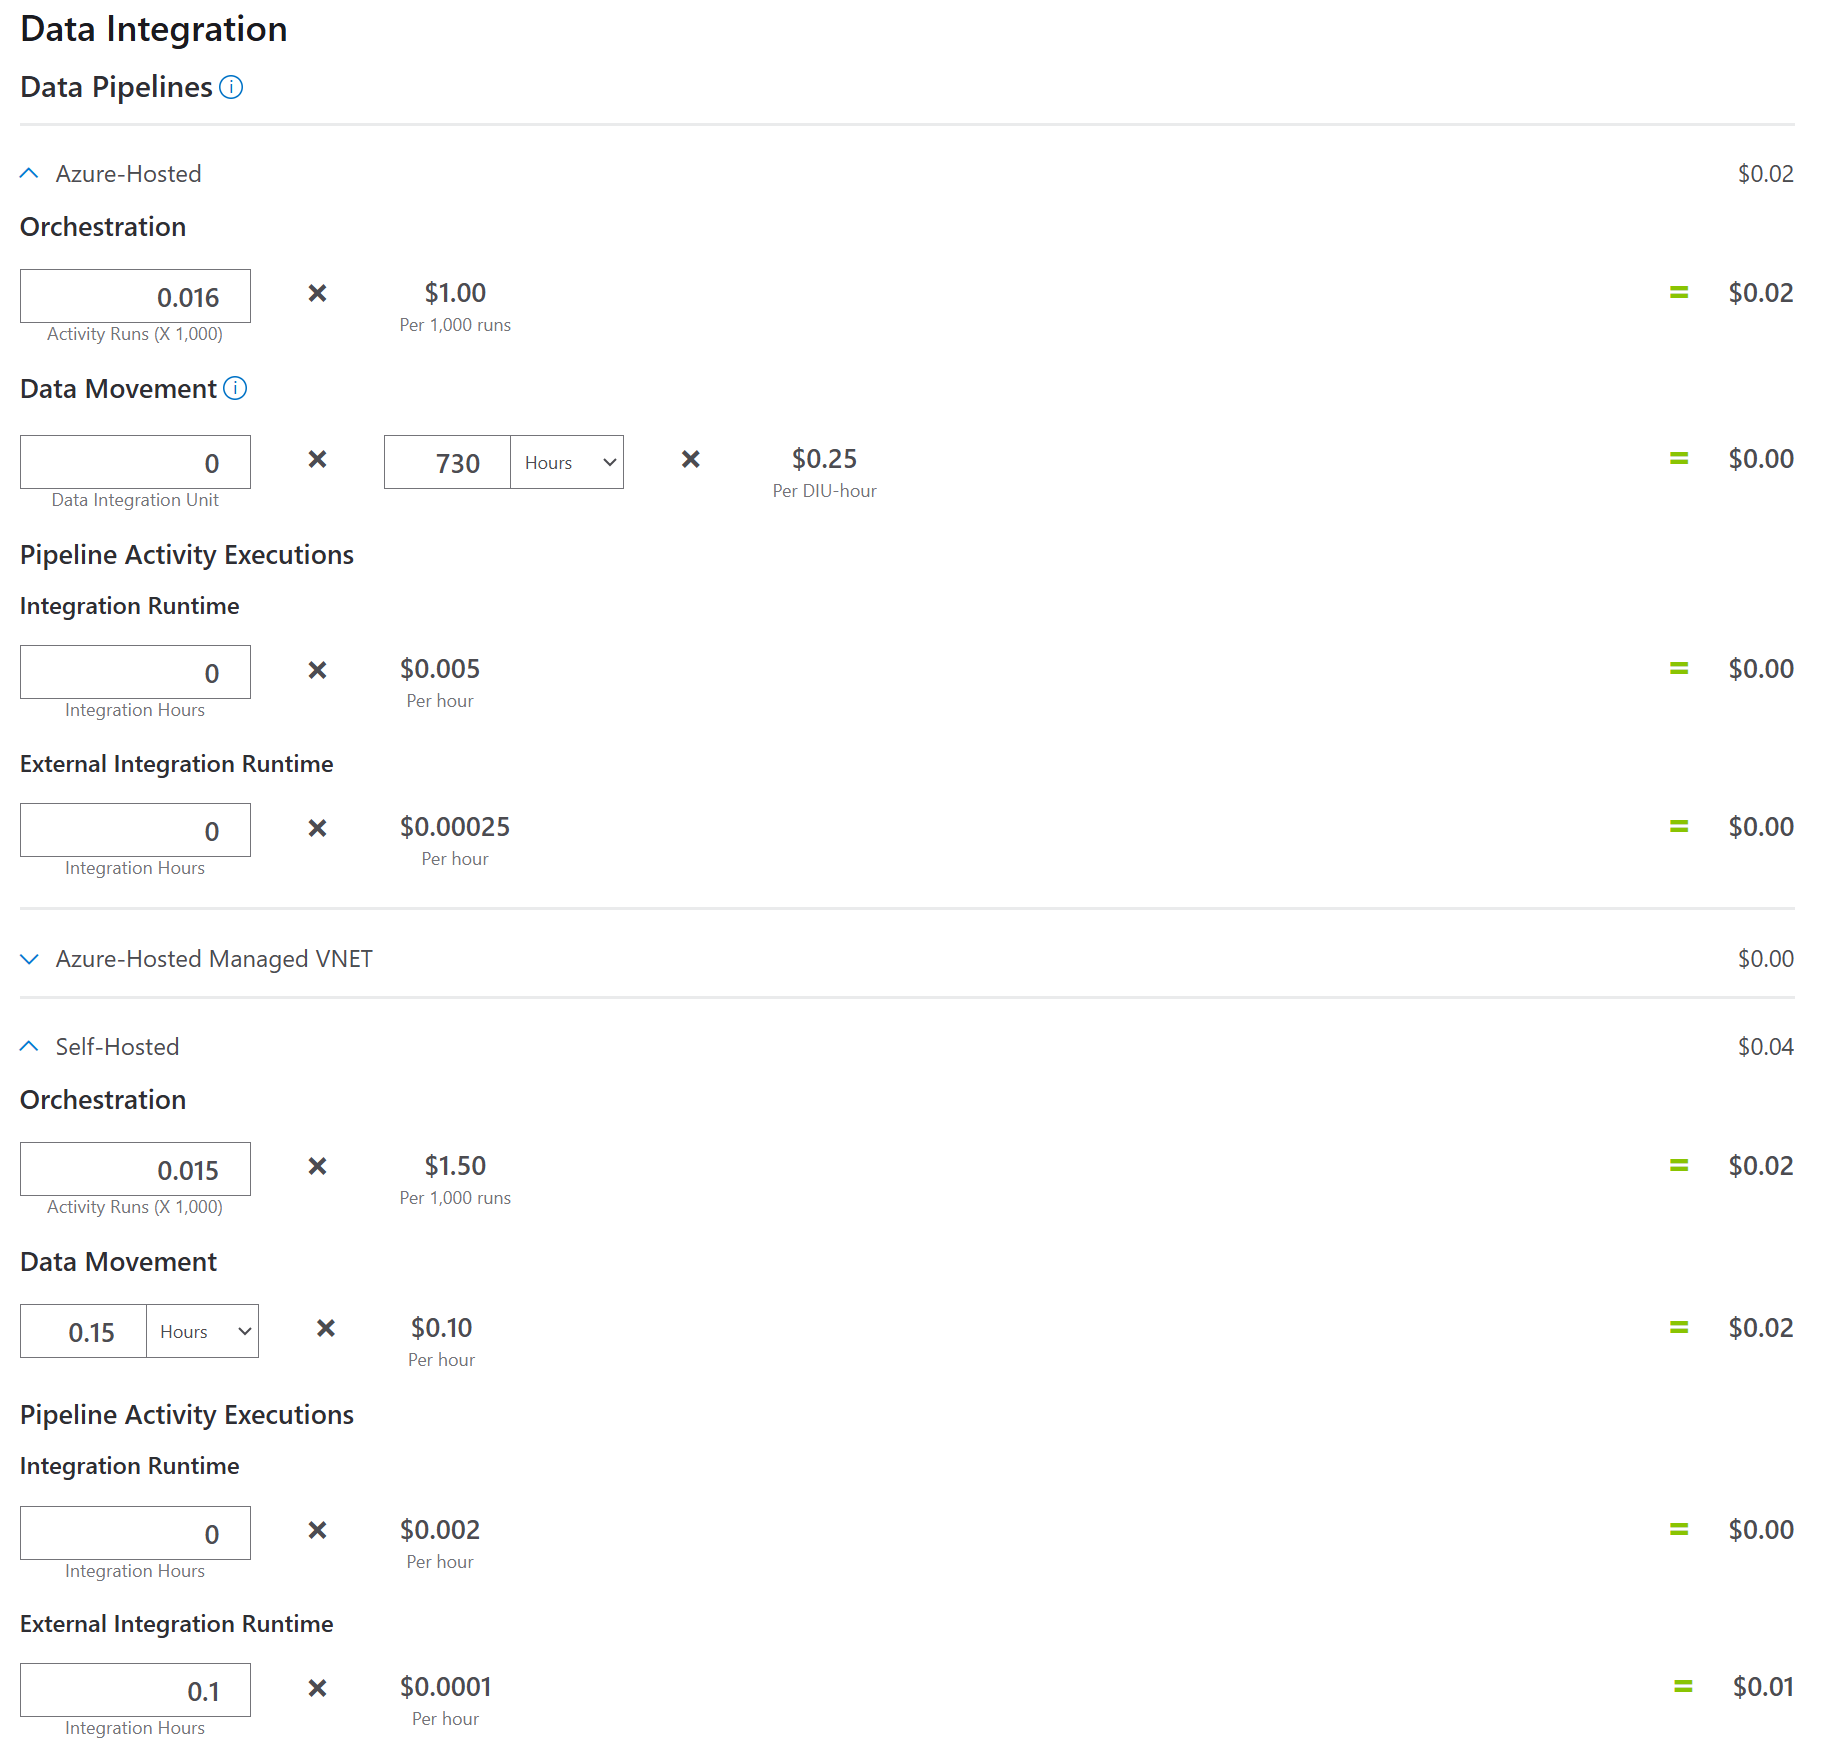 Data Integration
Data Pipelines
Azure-Hosted $0.02
Orchestration
0.016 × $1.00 = $0.02
Activity Runs (X 1,000) Per 1,000 runs
Data Movement
0 × 730 Hours × $0.25 = $0.00
Data Integration Unit Per DIU-hour
Pipeline Activity Executions
Integration Runtime
0 × $0.005 = $0.00
Integration Hours Per hour
External Integration Runtime
0 × $0.00025 = $0.00
Integration Hours Per hour
Azure-Hosted Managed VNET $0.00
Self-Hosted $0.04
Orchestration
0.015 × $1.50 = $0.02
Activity Runs (X 1,000) Per 1,000 runs
Data Movement
0.15 Hours × $0.10 = $0.02
Per hour
Pipeline Activity Executions
Integration Runtime
0 × $0.002 = $0.00
Integration Hours Per hour
External Integration Runtime
0.1 × $0.0001 = $0.01
Integration Hours Per hour